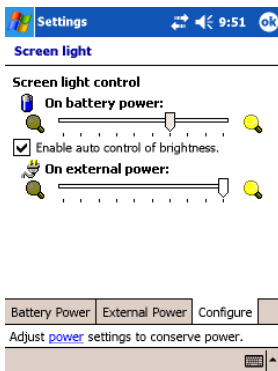 Settings 9:51 ok
Screen light
Screen light control
On battery power:
Enable auto control of brightness.
On external power:
Battery Power External Power Configure
Adjust power settings to conserve power.